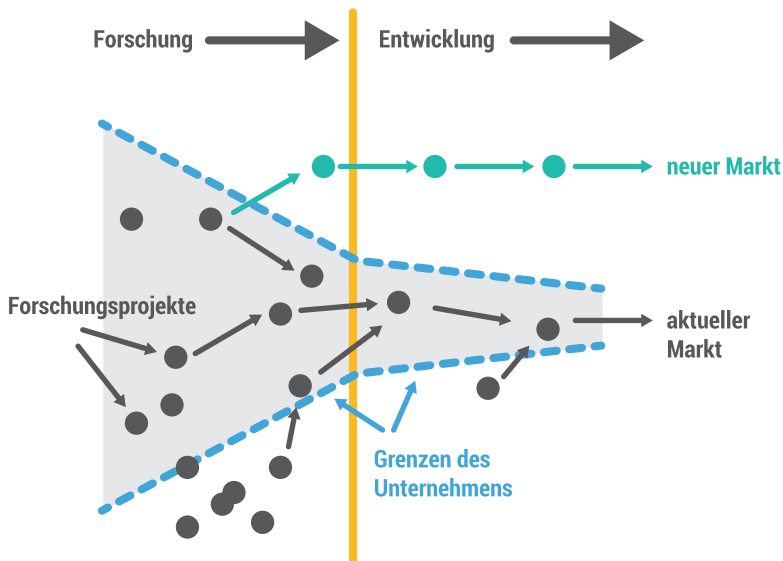 Forschung
Entwicklung
neuer Markt
Forschungsprojekte
aktueller
Markt
Grenzen des
Unternehmens